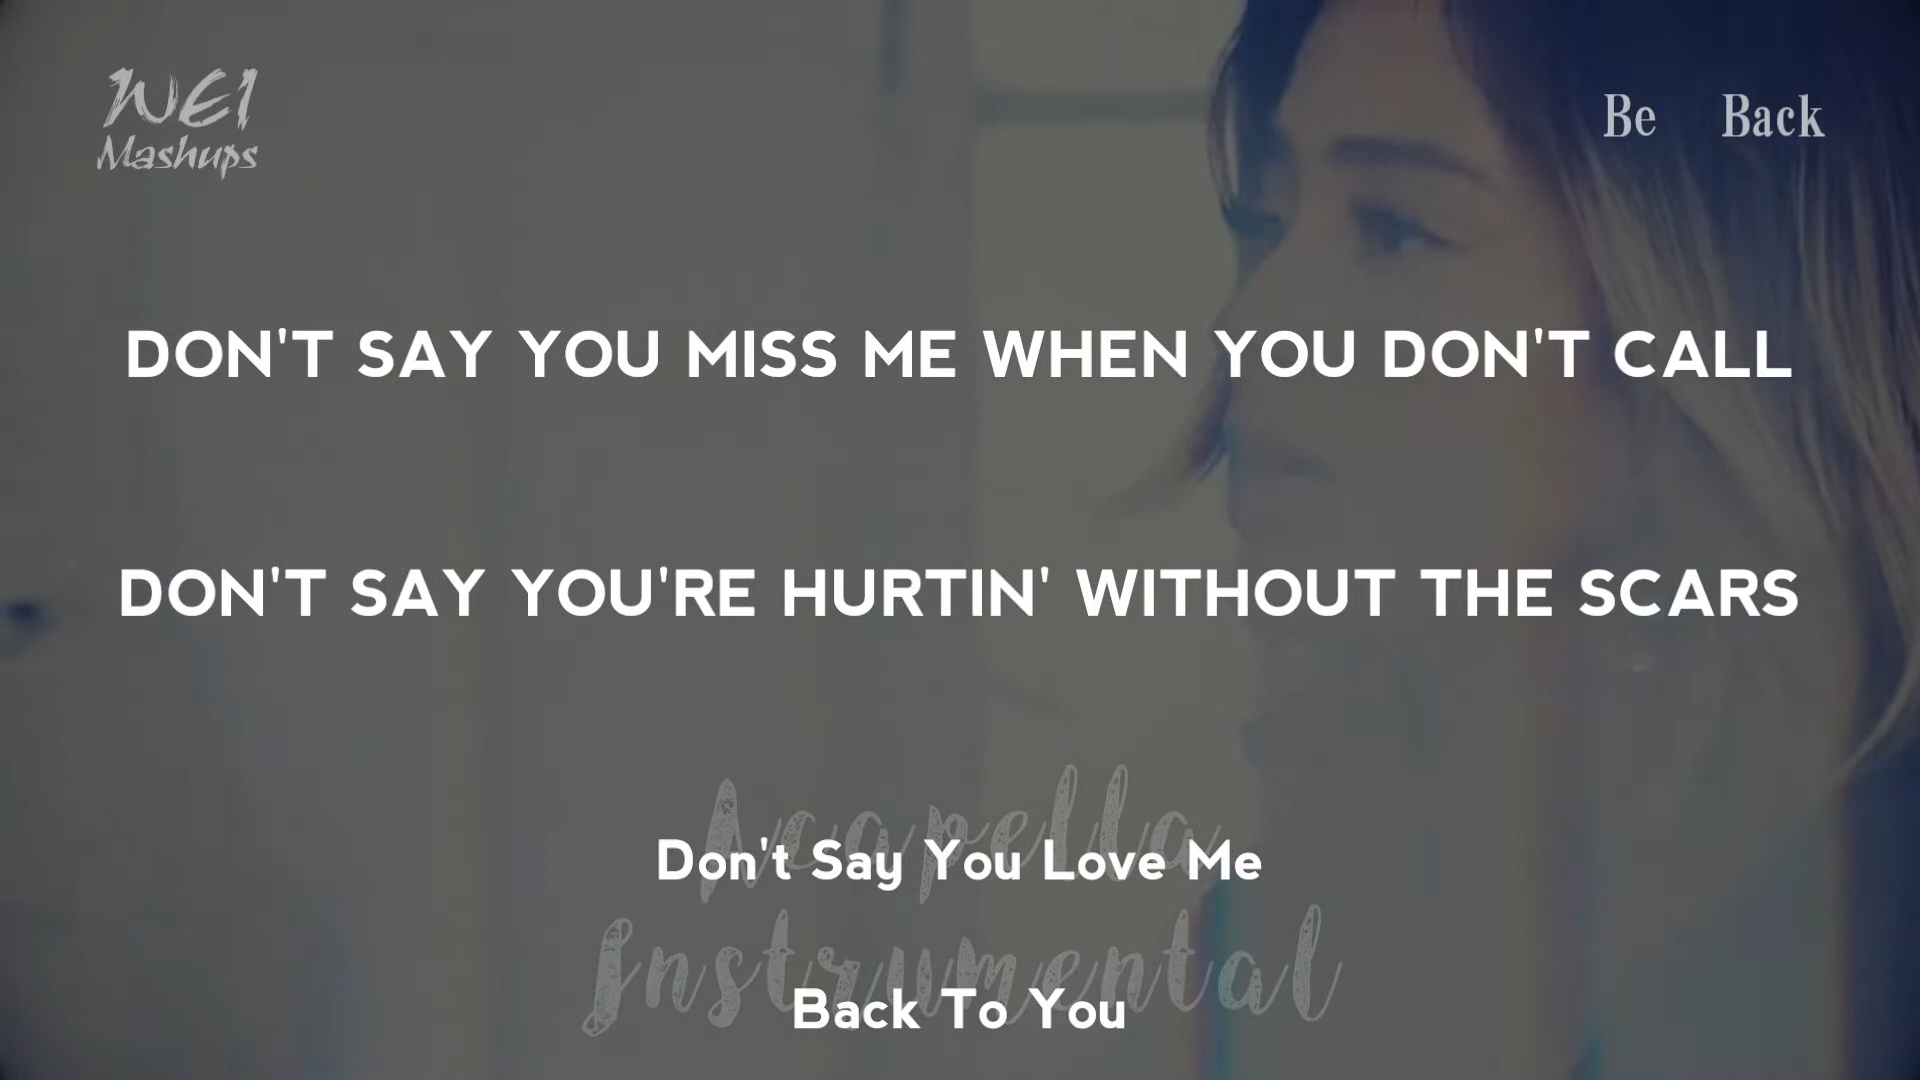 WEI
Mashups
Be Back
DON'T SAY YOU MISS ME WHEN YOU DON'T CALL
DON'T SAY YOU'RE HURTIN' WITHOUT THE SCARS
Acapella
Don't Say You Love Me
Instrumental
Back To You